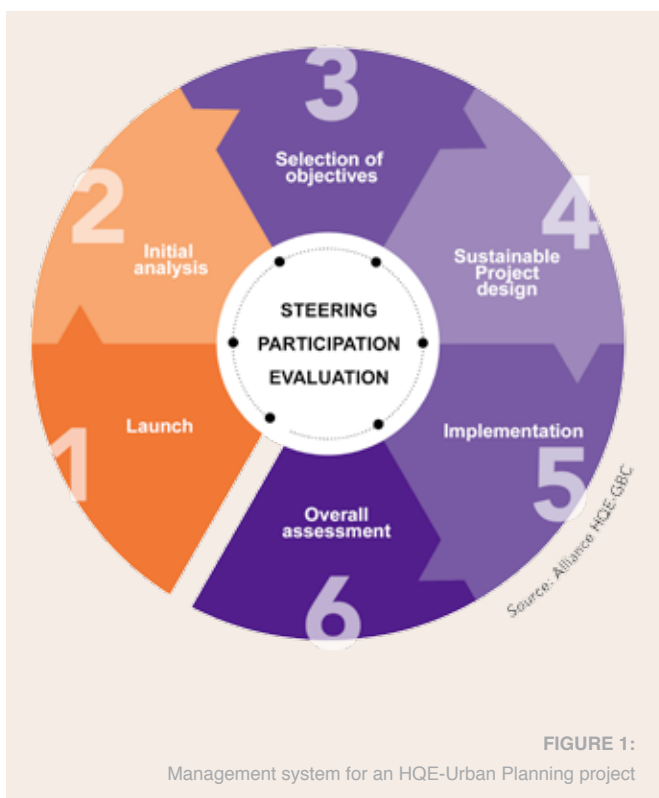 3
Selection of
objectives
2
Initial
analysis
4
Sustainable
Project
design
STEERING
PARTICIPATION
EVALUATION
1
Launch
Implementation
5
Overall
assessment
6
Source: Alliance HQE-GBC
FIGURE 1:
Management system for an HQE-Urban Planning project